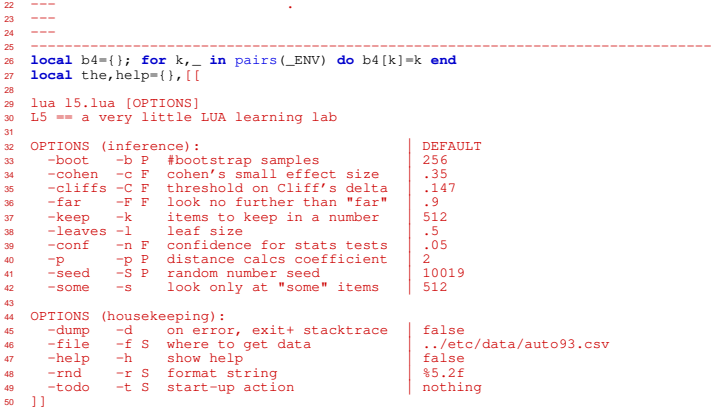 22 --- .
23 ---
24 ---
25 --------------------------------------------------------------------------------
26 local b4={}; for k,_ in pairs(_ENV) do b4[k]=k end
27 local the,help={},[[
28
29 lua l5.lua [OPTIONS]
30 L5 == a very little LUA learning lab
31
32 OPTIONS (inference): | DEFAULT
33 -boot -b P #bootstrap samples | 256
34 -cohen -c F cohen's small effect size | .35
35 -cliffs -C F threshold on Cliff's delta | .147
36 -far -F F look no further than "far" | .9
37 -keep -k items to keep in a number | 512
38 -leaves -l leaf size | .5
39 -conf -n F confidence for stats tests | .05
40 -p -p P distance calcs coefficient | 2
41 -seed -S P random number seed | 10019
42 -some -s look only at "some" items | 512
43
44 OPTIONS (housekeeping):
45 -dump -d on error, exit+ stacktrace | false
46 -file -f S where to get data | ../etc/data/auto93.csv
47 -help -h show help | false
48 -rnd -r S format string | %5.2f
49 -todo -t S start-up action | nothing
50 ]]